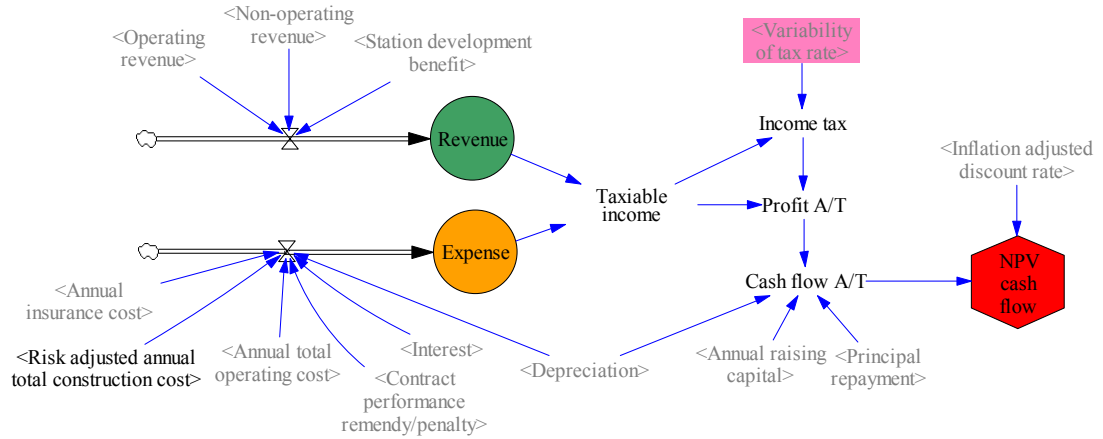 <Non-operating
revenue>
<Operating
revenue>
<Station development
benefit>
<Variability
of tax rate>
Revenue
Income tax
<Inflation adjusted
discount rate>
Taxiable
income
Profit A/T
Expense
Cash flow A/T
NPV
cash
flow
<Annual
insurance cost>
<Risk adjusted annual
total construction cost>
<Annual total
operating cost>
<Interest>
<Contract
performance
remendy/penalty>
<Depreciation>
<Annual raising
capital>
<Principal
repayment>